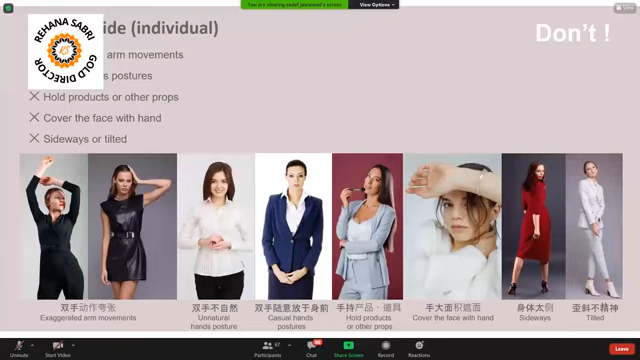 You are viewing sadaf jawawad's screen
View Options
View
ide (individual)
Don't !
REHANA SABRI
RS
GOLD DIRECTOR
arm movements
s postures
Hold products or other props
Cover the face with hand
Sideways or tilted
双手动作夸张
Exaggerated arm movements
双手不自然
Unnatural
hands posture
双手随意放于身前
Casual hands
postures
手持产品、道具
Hold products
or other props
手大面积遮面
Cover the face with hand
身体太侧
Sideways
歪斜不精神
Tilted
Unmute
Start Video
Participants
67
Chat
Share Screen
Record
Reactions
Leave